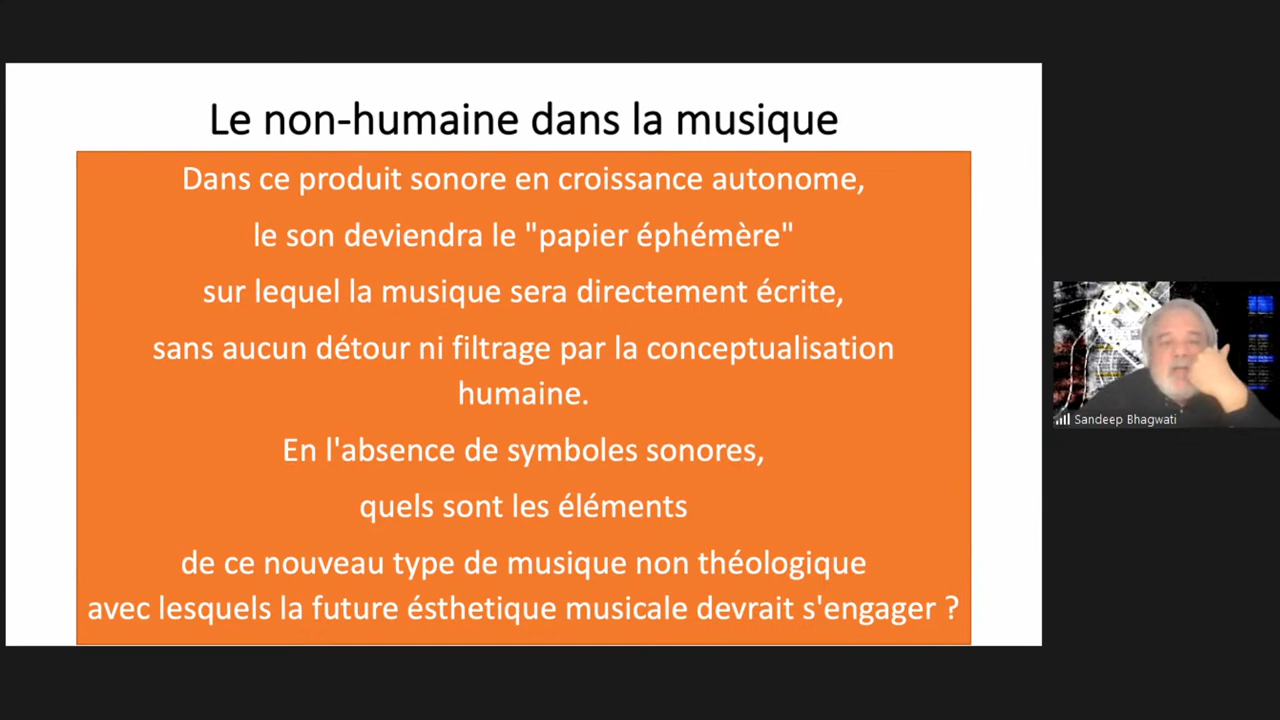 Le non-humaine dans la musique
Dans ce produit sonore en croissance autonome,
le son deviendra le "papier éphémère"
sur lequel la musique sera directement écrite,
sans aucun détour ni filtrage par la conceptualisation
humaine.
En l'absence de symboles sonores,
quels sont les éléments
de ce nouveau type de musique non théologique
avec lesquels la future ésthetique musicale devrait s'engager ?
Sandeep Bhagwati